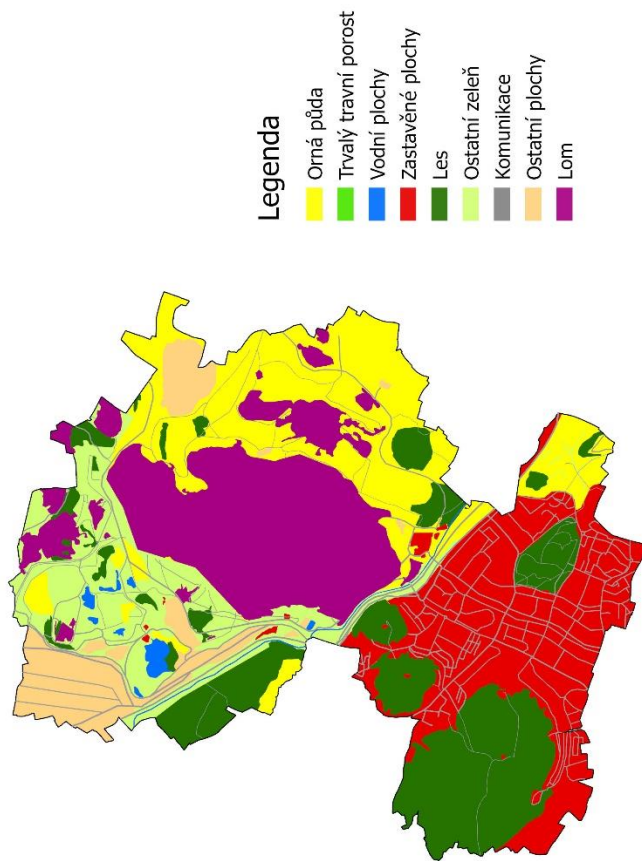 Legenda
Orná půda
Trvalý travní porost
Vodní plochy
Zastavěné plochy
Les
Ostatní zeleň
Komunikace
Ostatní plochy
Lom